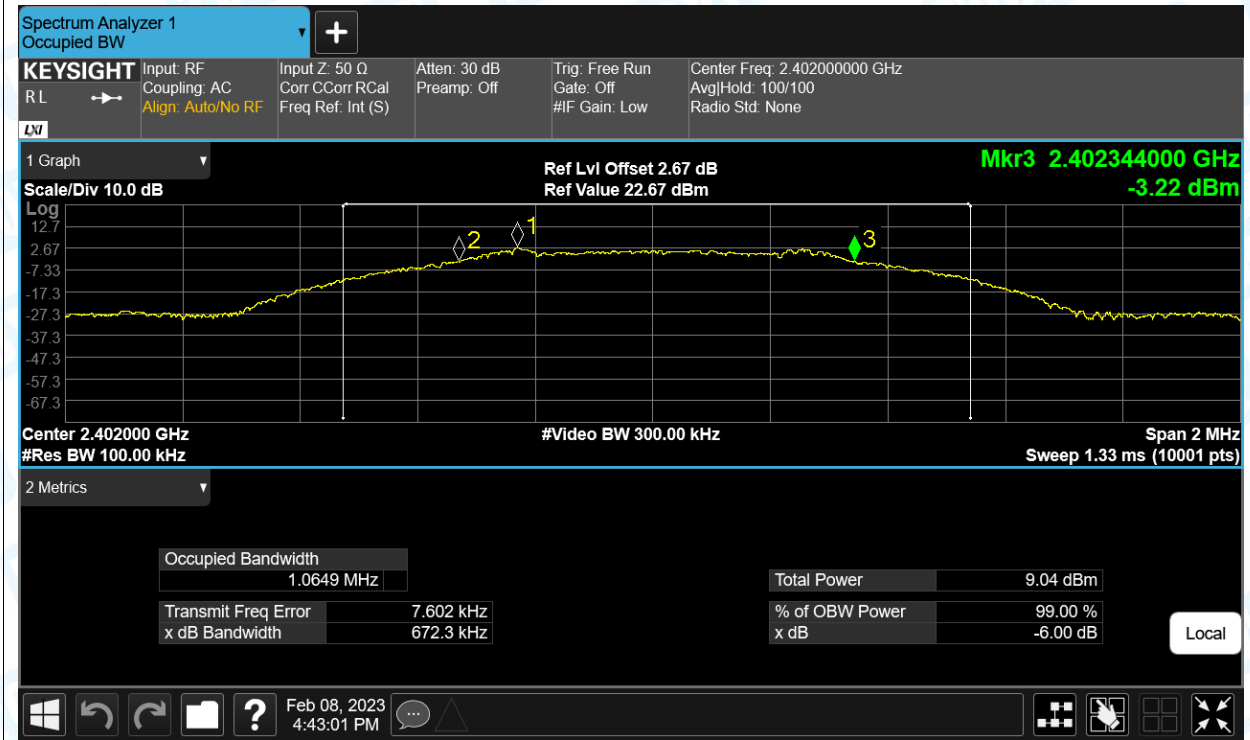 Spectrum Analyzer 1
Occupied BW
KEYSIGHT
R L
LXI
Input: RF
Coupling: AC
Align: Auto/No RF
Input Z: 50 Ω
Corr CCorr RCal
Freq Ref: Int (S)
Atten: 30 dB
Preamp: Off
Trig: Free Run
Gate: Off
#IF Gain: Low
Center Freq: 2.402000000 GHz
Avg|Hold: 100/100
Radio Std: None
1 Graph
Scale/Div 10.0 dB
Ref Lvl Offset 2.67 dB
Ref Value 22.67 dBm
Mkr3 2.402344000 GHz
-3.22 dBm
Log
12.7
2.67
-7.33
-17.3
-27.3
-37.3
-47.3
-57.3
-67.3
2
1
3
Center 2.402000 GHz
#Res BW 100.00 kHz
#Video BW 300.00 kHz
Span 2 MHz
Sweep 1.33 ms (10001 pts)
2 Metrics
Occupied Bandwidth
1.0649 MHz
Transmit Freq Error 7.602 kHz
x dB Bandwidth 672.3 kHz
Total Power 9.04 dBm
% of OBW Power 99.00 %
x dB -6.00 dB
Local
?
Feb 08, 2023
4:43:01 PM